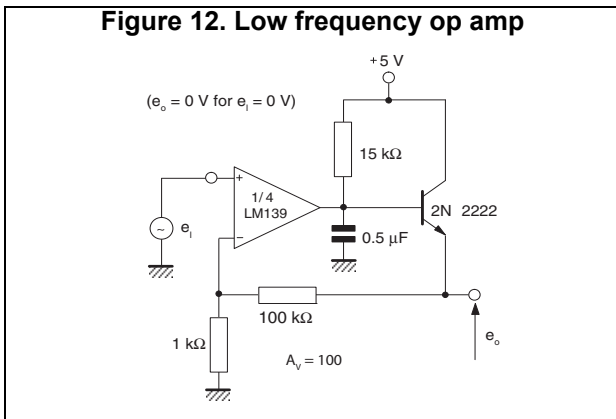 Figure 12. Low frequency op amp
+5 V
(eo = 0 V for eI = 0 V)
15 kΩ
+
1/4
LM139
2N 2222
~
eI
0.5 µF
−
100 kΩ
1 kΩ
eo
AV = 100